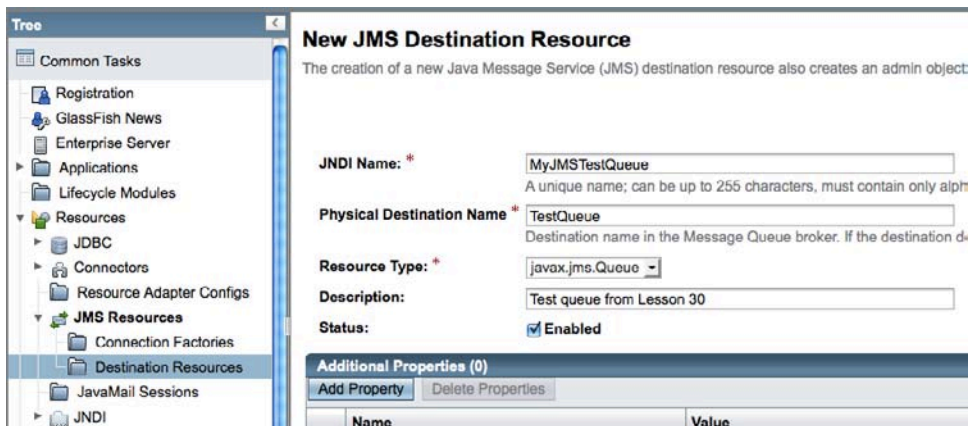 Tree
Common Tasks
Registration
GlassFish News
Enterprise Server
Applications
Lifecycle Modules
Resources
JDBC
Connectors
Resource Adapter Configs
JMS Resources
Connection Factories
Destination Resources
JavaMail Sessions
JNDI
New JMS Destination Resource
The creation of a new Java Message Service (JMS) destination resource also creates an admin object
JNDI Name: *
MyJMSTestQueue
A unique name; can be up to 255 characters, must contain only alph
Physical Destination Name *
TestQueue
Destination name in the Message Queue broker. If the destination d
Resource Type: *
javax.jms.Queue
Description:
Test queue from Lesson 30
Status:
Enabled
Additional Properties (0)
Add Property Delete Properties
Name Value